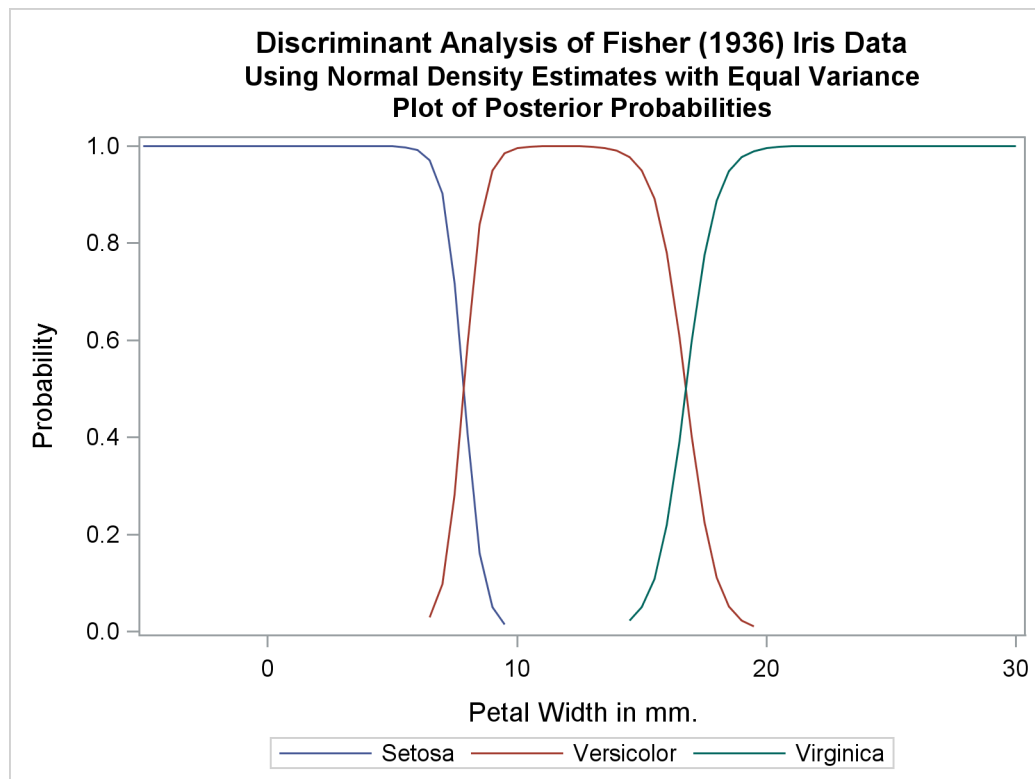 Discriminant Analysis of Fisher (1936) Iris Data
Using Normal Density Estimates with Equal Variance
Plot of Posterior Probabilities
1.0
0.8
0.6
0.4
0.2
0.0
Probability
0 10 20 30
Petal Width in mm.
Setosa Versicolor Virginica